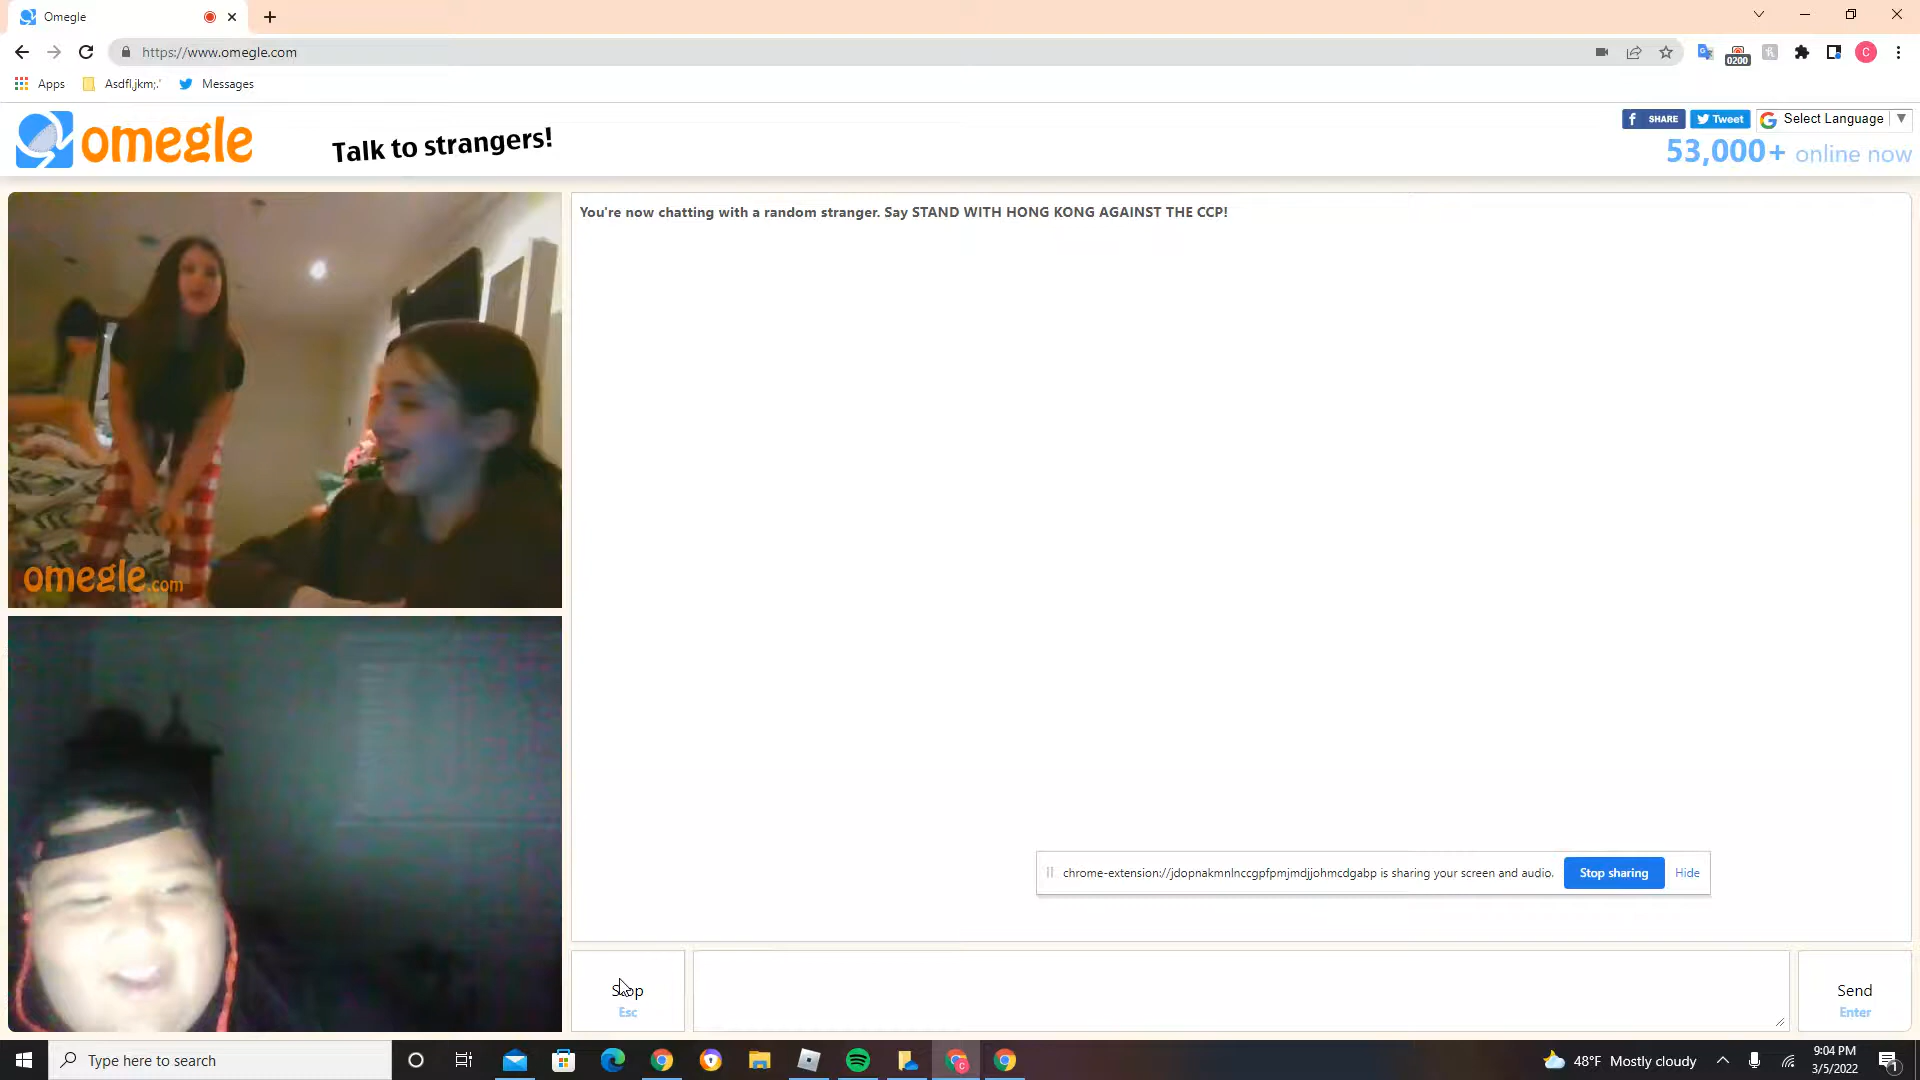 Omegle
https://www.omegle.com
0200
C
Apps
Asdfl,jkm;.'
Messages
omegle
Talk to strangers!
f SHARE
Tweet
G Select Language ▼
53,000+ online now
You're now chatting with a random stranger. Say STAND WITH HONG KONG AGAINST THE CCP!
omegle.com
chrome-extension://jdopnakmnlnccgpfpmjmdjjohmcdgabp is sharing your screen and audio.
Stop sharing
Hide
Stop
Esc
Send
Enter
Type here to search
48°F Mostly cloudy
9:04 PM
3/5/2022
1